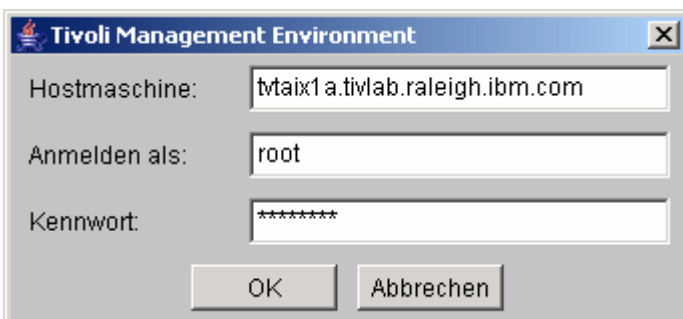 Tivoli Management Environment
Hostmaschine: tvtaix1a.tivlab.raleigh.ibm.com
Anmelden als: root
Kennwort: ********
OK Abbrechen